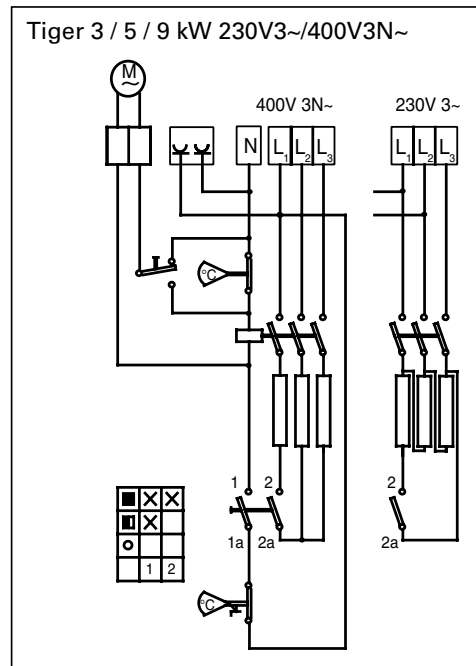 Tiger 3 / 5 / 9 kW 230V3~/400V3N~
M
~
400V 3N~ 230V 3~
N L1 L2 L3 L1 L2 L3
°C
1 2 2
1a 2a 2a
X X
X
1 2
°C